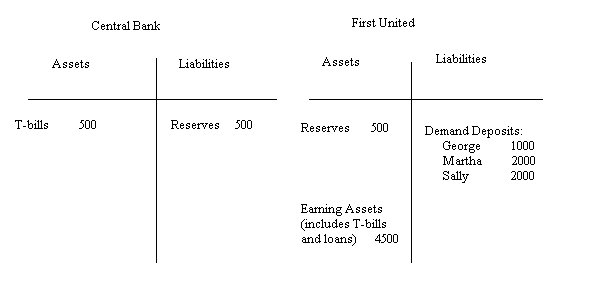 Central Bank
Assets Liabilities
T-bills 500 Reserves 500
First United
Assets Liabilities
Reserves 500
Earning Assets
(includes T-bills
and loans) 4500
Demand Deposits:
George 1000
Martha 2000
Sally 2000